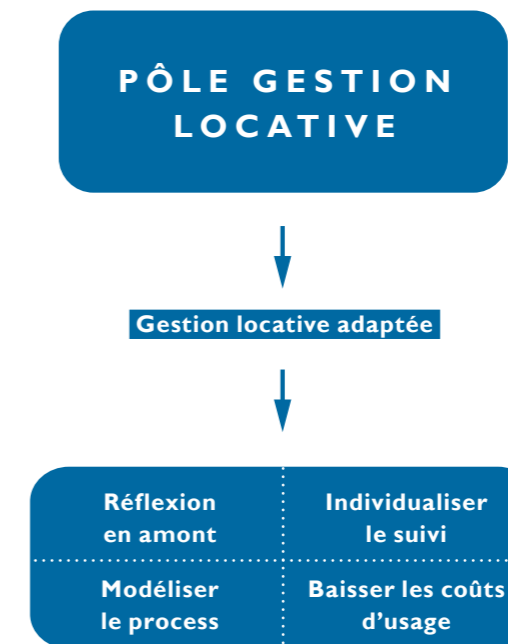 PÔLE GESTION
LOCATIVE
Gestion locative adaptée
Réflexion
en amont
Individualiser
le suivi
Modéliser
le process
Baisser les coûts
d'usage